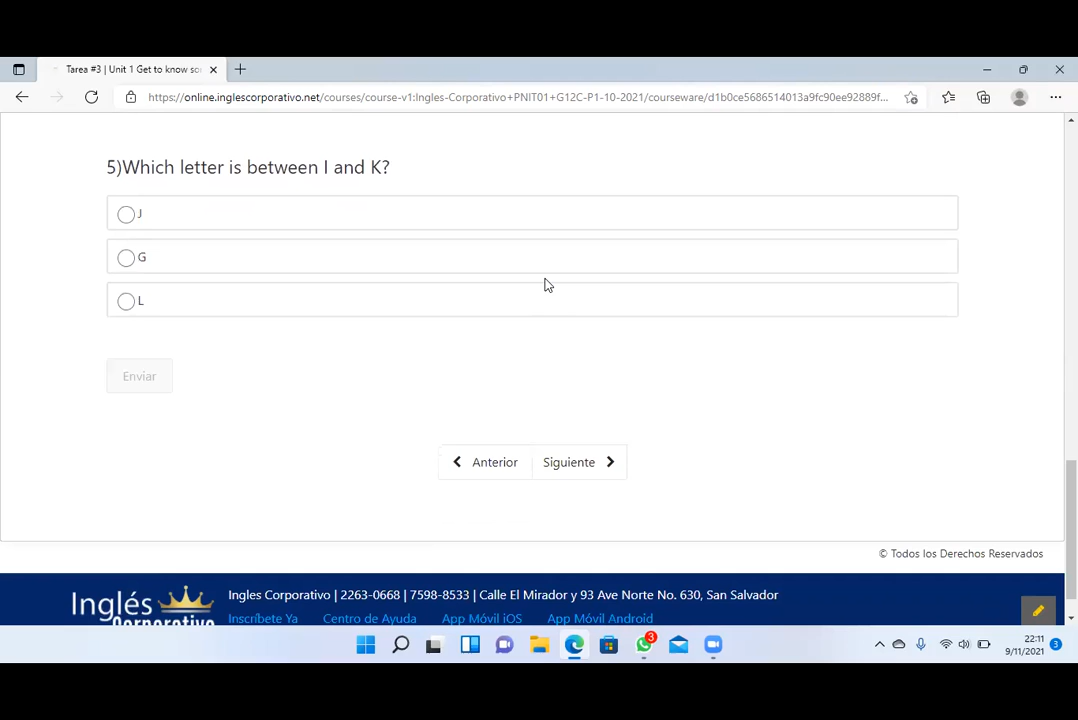 Tarea #3 | Unit 1 Get to know so
https://online.inglescorporativo.net/courses/course-v1:Ingles-Corporativo+PNIT01+G12C-P1-10-2021/courseware/d1b0ce5686514013a9fc90ee92889f...
5)Which letter is between I and K?
J
G
L
Enviar
Anterior Siguiente
© Todos los Derechos Reservados
Inglés Corporativo
Ingles Corporativo | 2263-0668 | 7598-8533 | Calle El Mirador y 93 Ave Norte No. 630, San Salvador
Inscríbete Ya Centro de Ayuda App Móvil iOS App Móvil Android
3
22:11
9/11/2021 3